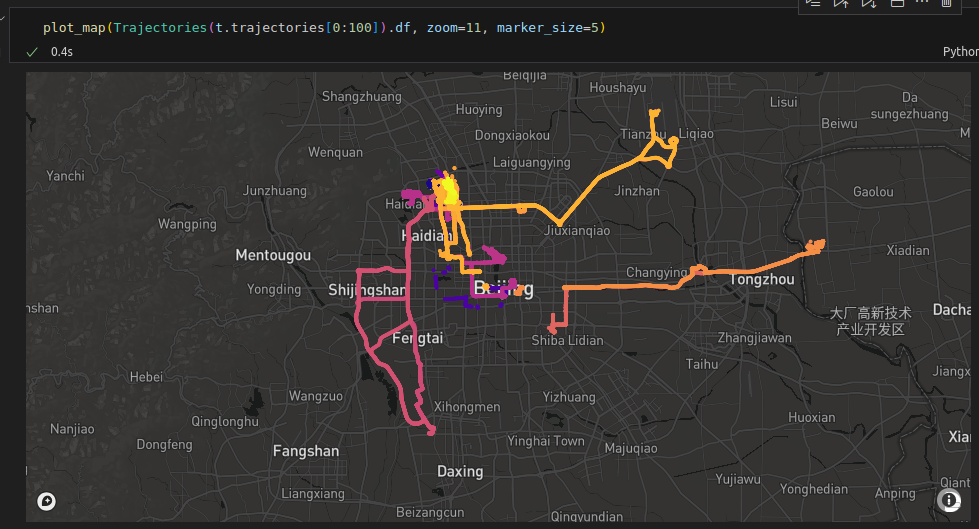 plot_map(Trajectories(t.trajectories[0:100]).df, zoom=11, marker_size=5)
0.4s
Python
Beiqijia
Houshayu
Shangzhuang
Huoying
Lisui
Da
sungezhuang
Beiwu
Dongxiaokou
Tianzhu
Liqiao
Wenquan
Laiguangying
Yanchi
Junzhuang
Jinzhan
Gaolou
Haidian
Wangping
Haidian
Jiuxianqiao
Xiadian
Mentougou
Changying
Tongzhou
Yongding
Shijingshan
Beijing
大厂高新技术
产业开发区
Dacha
nshan
Fengtai
Shiba Lidian
Zhangjiawan
Taihu
Hebei
Jiangx
Wangzuo
Xihongmen
Yizhuang
Huoxian
Nanjiao
Qinglonghu
Dongfeng
Yinghai Town
Majuqiao
Xia
Fangshan
Daxing
Yujiawu
Qiant
Liangxiang
Yonghedian
Anping
Beizangcun
Qingyundian